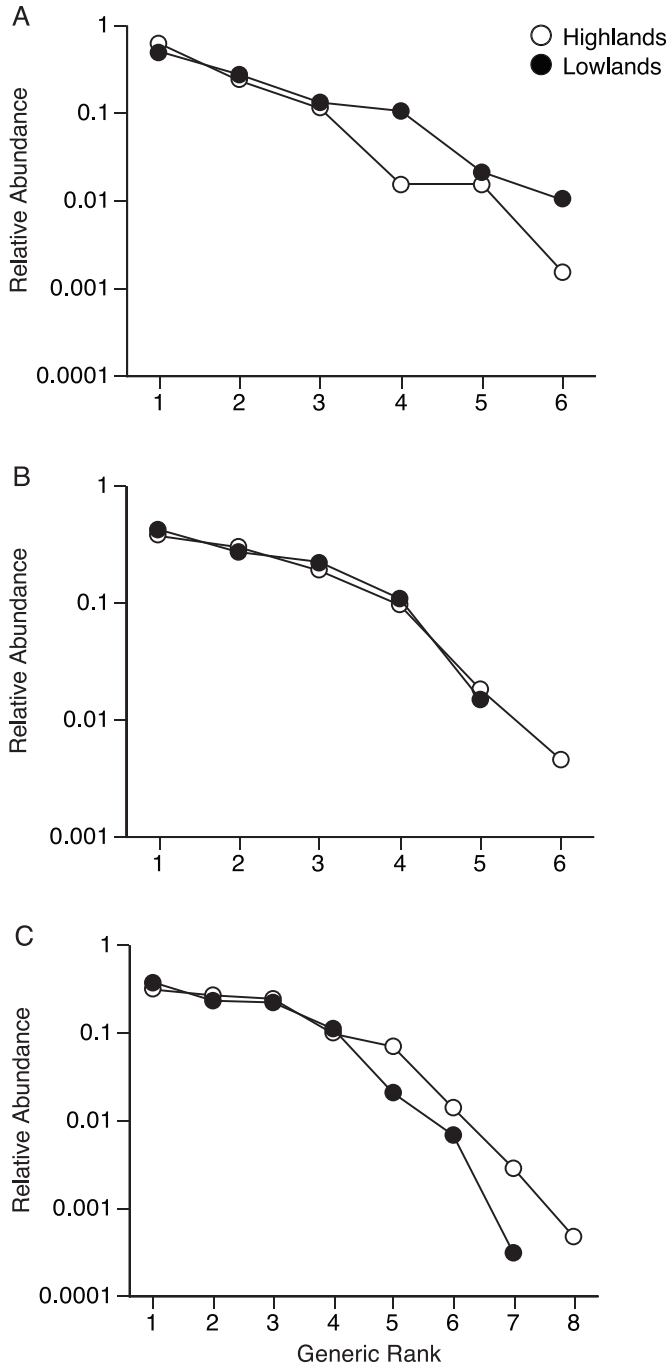 A
Highlands
Lowlands
Relative Abundance
1
0.1
0.01
0.001
0.0001
1 2 3 4 5 6
B
Relative Abundance
1
0.1
0.01
0.001
1 2 3 4 5 6
C
Relative Abundance
1
0.1
0.01
0.001
0.0001
1 2 3 4 5 6 7 8
Generic Rank